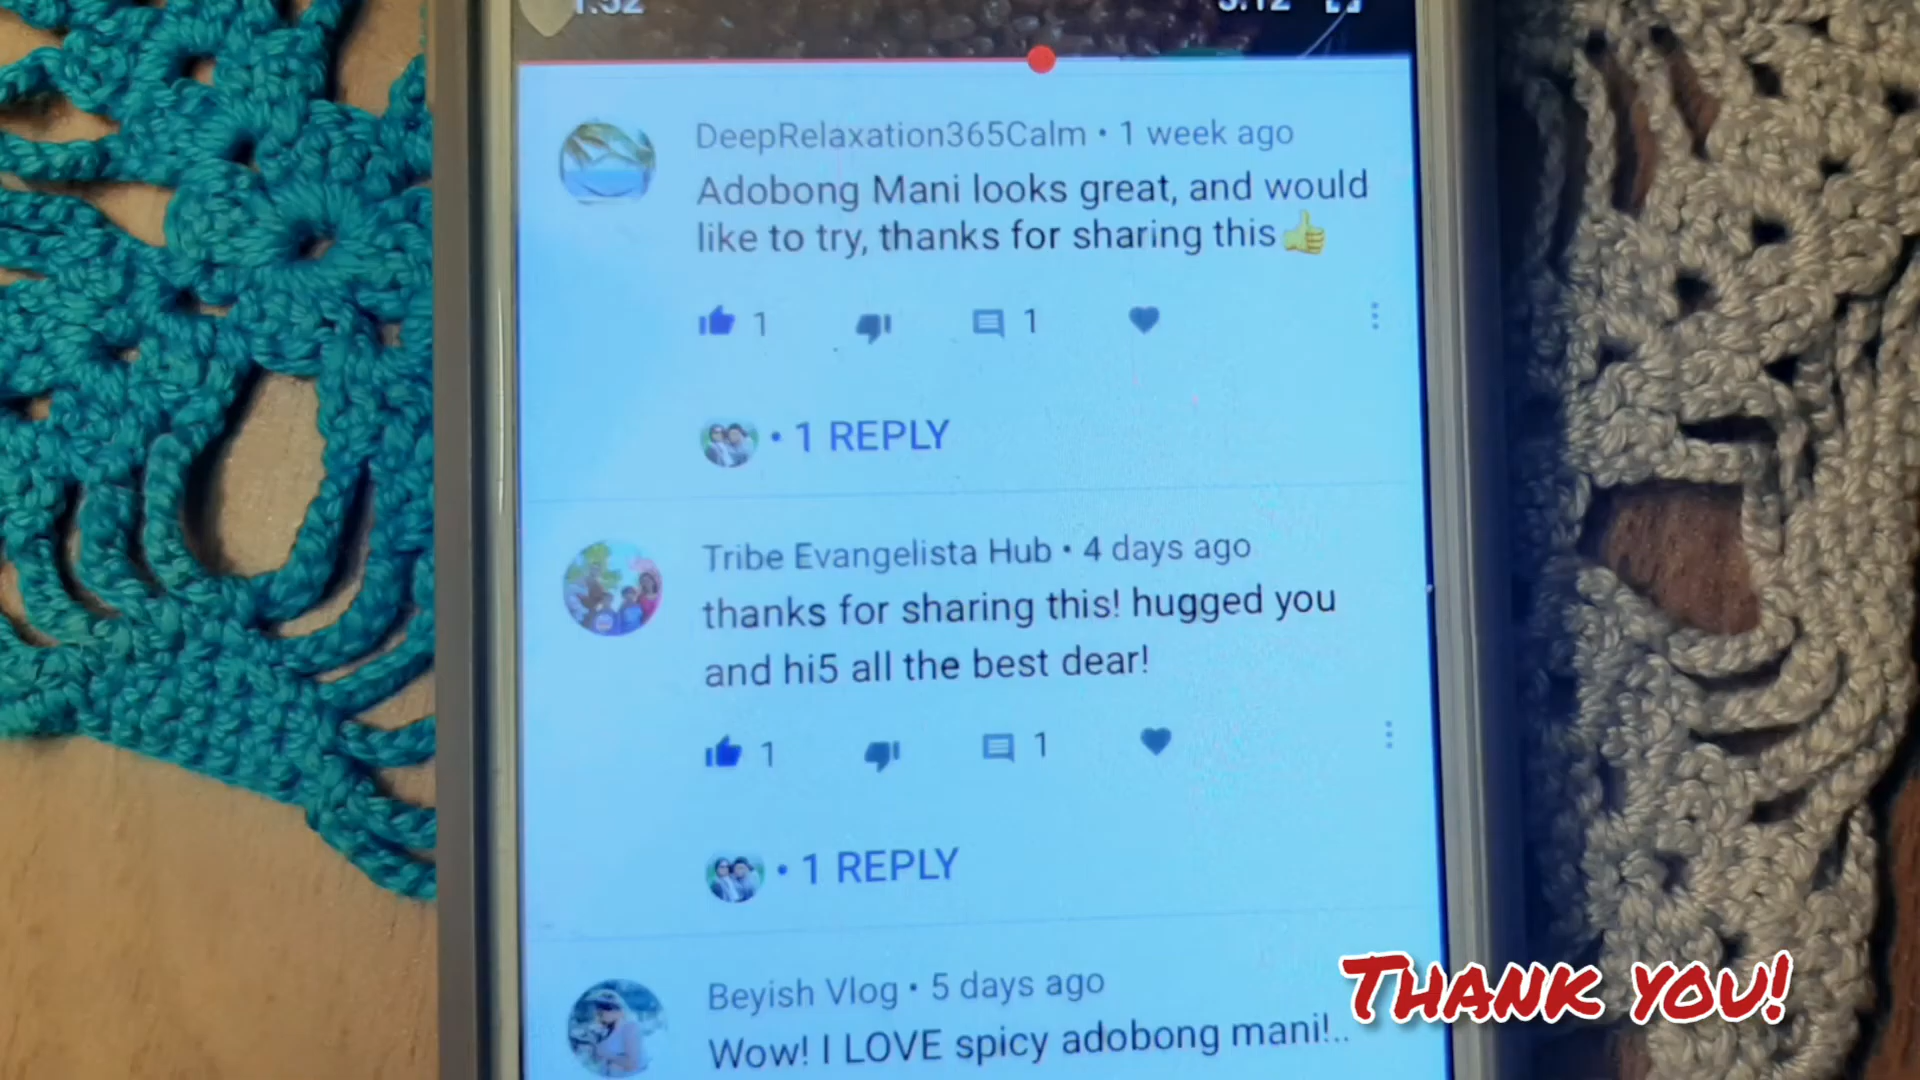 DeepRelaxation365Calm • 1 week ago
Adobong Mani looks great, and would
like to try, thanks for sharing this👍
1 1
• 1 REPLY
Tribe Evangelista Hub • 4 days ago
thanks for sharing this! hugged you
and hi5 all the best dear!
1 1
• 1 REPLY
Beyish Vlog • 5 days ago
Wow! I LOVE spicy adobong mani!..
THANK YOU!